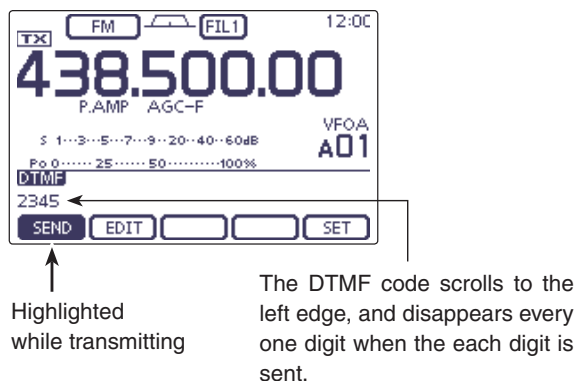 FM FIL1 12:00
TX
438.500.00
P.AMP AGC-F
VFOA
S 1···3···5···7···9··20··40··60dB
A01
Po 0······ 25······ 50··········100%
DTMF
2345
SEND EDIT SET
Highlighted
while transmitting
The DTMF code scrolls to the
left edge, and disappears every
one digit when the each digit is
sent.